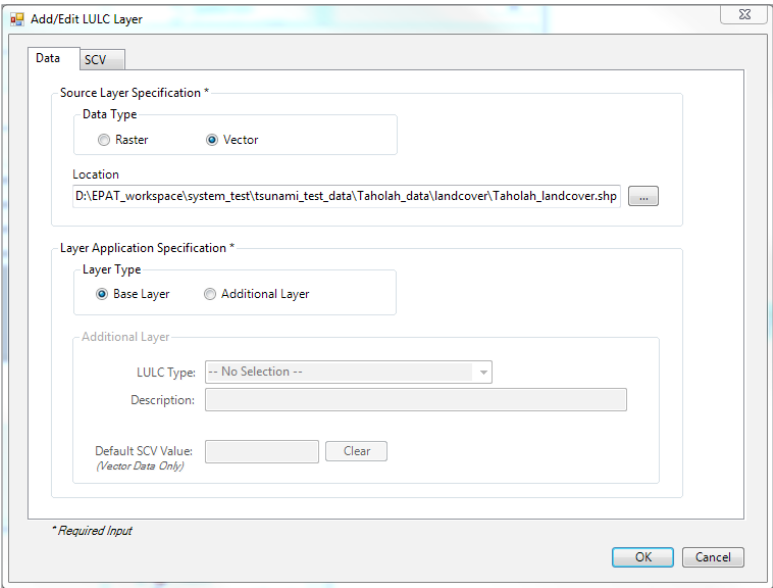 Add/Edit LULC Layer
Data SCV
Source Layer Specification *
Data Type
Raster Vector
Location
D:\EPAT_workspace\system_test\tsunami_test_data\Taholah_data\landcover\Taholah_landcover.shp ...
Layer Application Specification *
Layer Type
Base Layer Additional Layer
Additional Layer
LULC Type: -- No Selection --
Description:
Default SCV Value: Clear
(Vector Data Only)
* Required Input
OK Cancel